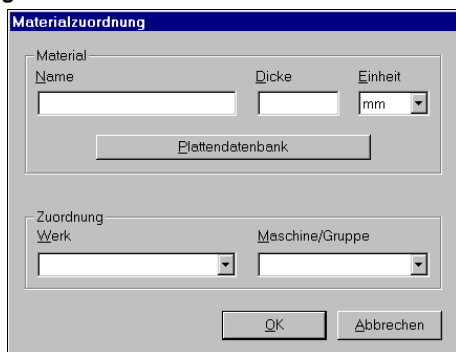 Materialzuordnung
Material
Name Dicke Einheit
mm
Plattendatenbank
Zuordnung
Werk Maschine/Gruppe
OK Abbrechen